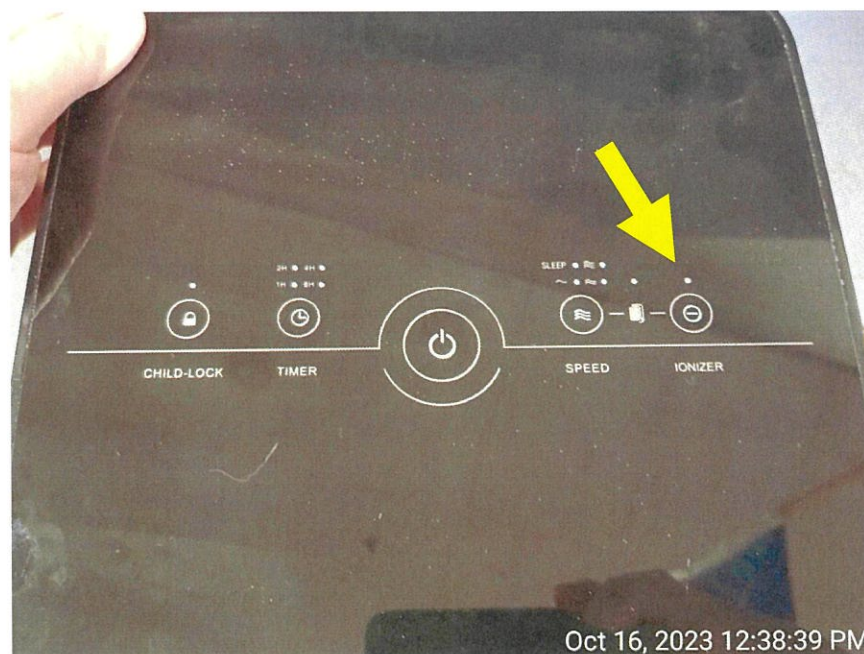 2H 4H
1H 8H
SLEEP
CHILD-LOCK
TIMER
SPEED
IONIZER
Oct 16, 2023 12:38:39 PM